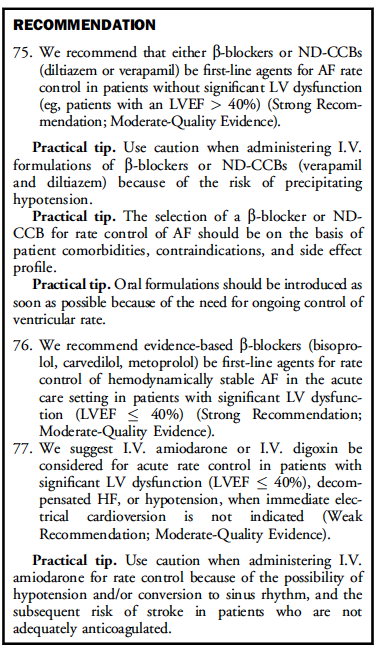 RECOMMENDATION
75. We recommend that either β-blockers or ND-CCBs
(diltiazem or verapamil) be first-line agents for AF rate
control in patients without significant LV dysfunction
(eg, patients with an LVEF > 40%) (Strong Recom-
mendation; Moderate-Quality Evidence).
Practical tip. Use caution when administering I.V.
formulations of β-blockers or ND-CCBs (verapamil
and diltiazem) because of the risk of precipitating
hypotension.
Practical tip. The selection of a β-blocker or ND-
CCB for rate control of AF should be on the basis of
patient comorbidities, contraindications, and side effect
profile.
Practical tip. Oral formulations should be introduced as
soon as possible because of the need for ongoing control of
ventricular rate.
76. We recommend evidence-based β-blockers (bisopro-
lol, carvedilol, metoprolol) be first-line agents for rate
control of hemodynamically stable AF in the acute
care setting in patients with significant LV dysfunc-
tion (LVEF ≤ 40%) (Strong Recommendation;
Moderate-Quality Evidence).
77. We suggest I.V. amiodarone or I.V. digoxin be
considered for acute rate control in patients with
significant LV dysfunction (LVEF ≤ 40%), decom-
pensated HF, or hypotension, when immediate elec-
trical cardioversion is not indicated (Weak
Recommendation; Moderate-Quality Evidence).
Practical tip. Use caution when administering I.V.
amiodarone for rate control because of the possibility of
hypotension and/or conversion to sinus rhythm, and the
subsequent risk of stroke in patients who are not
adequately anticoagulated.